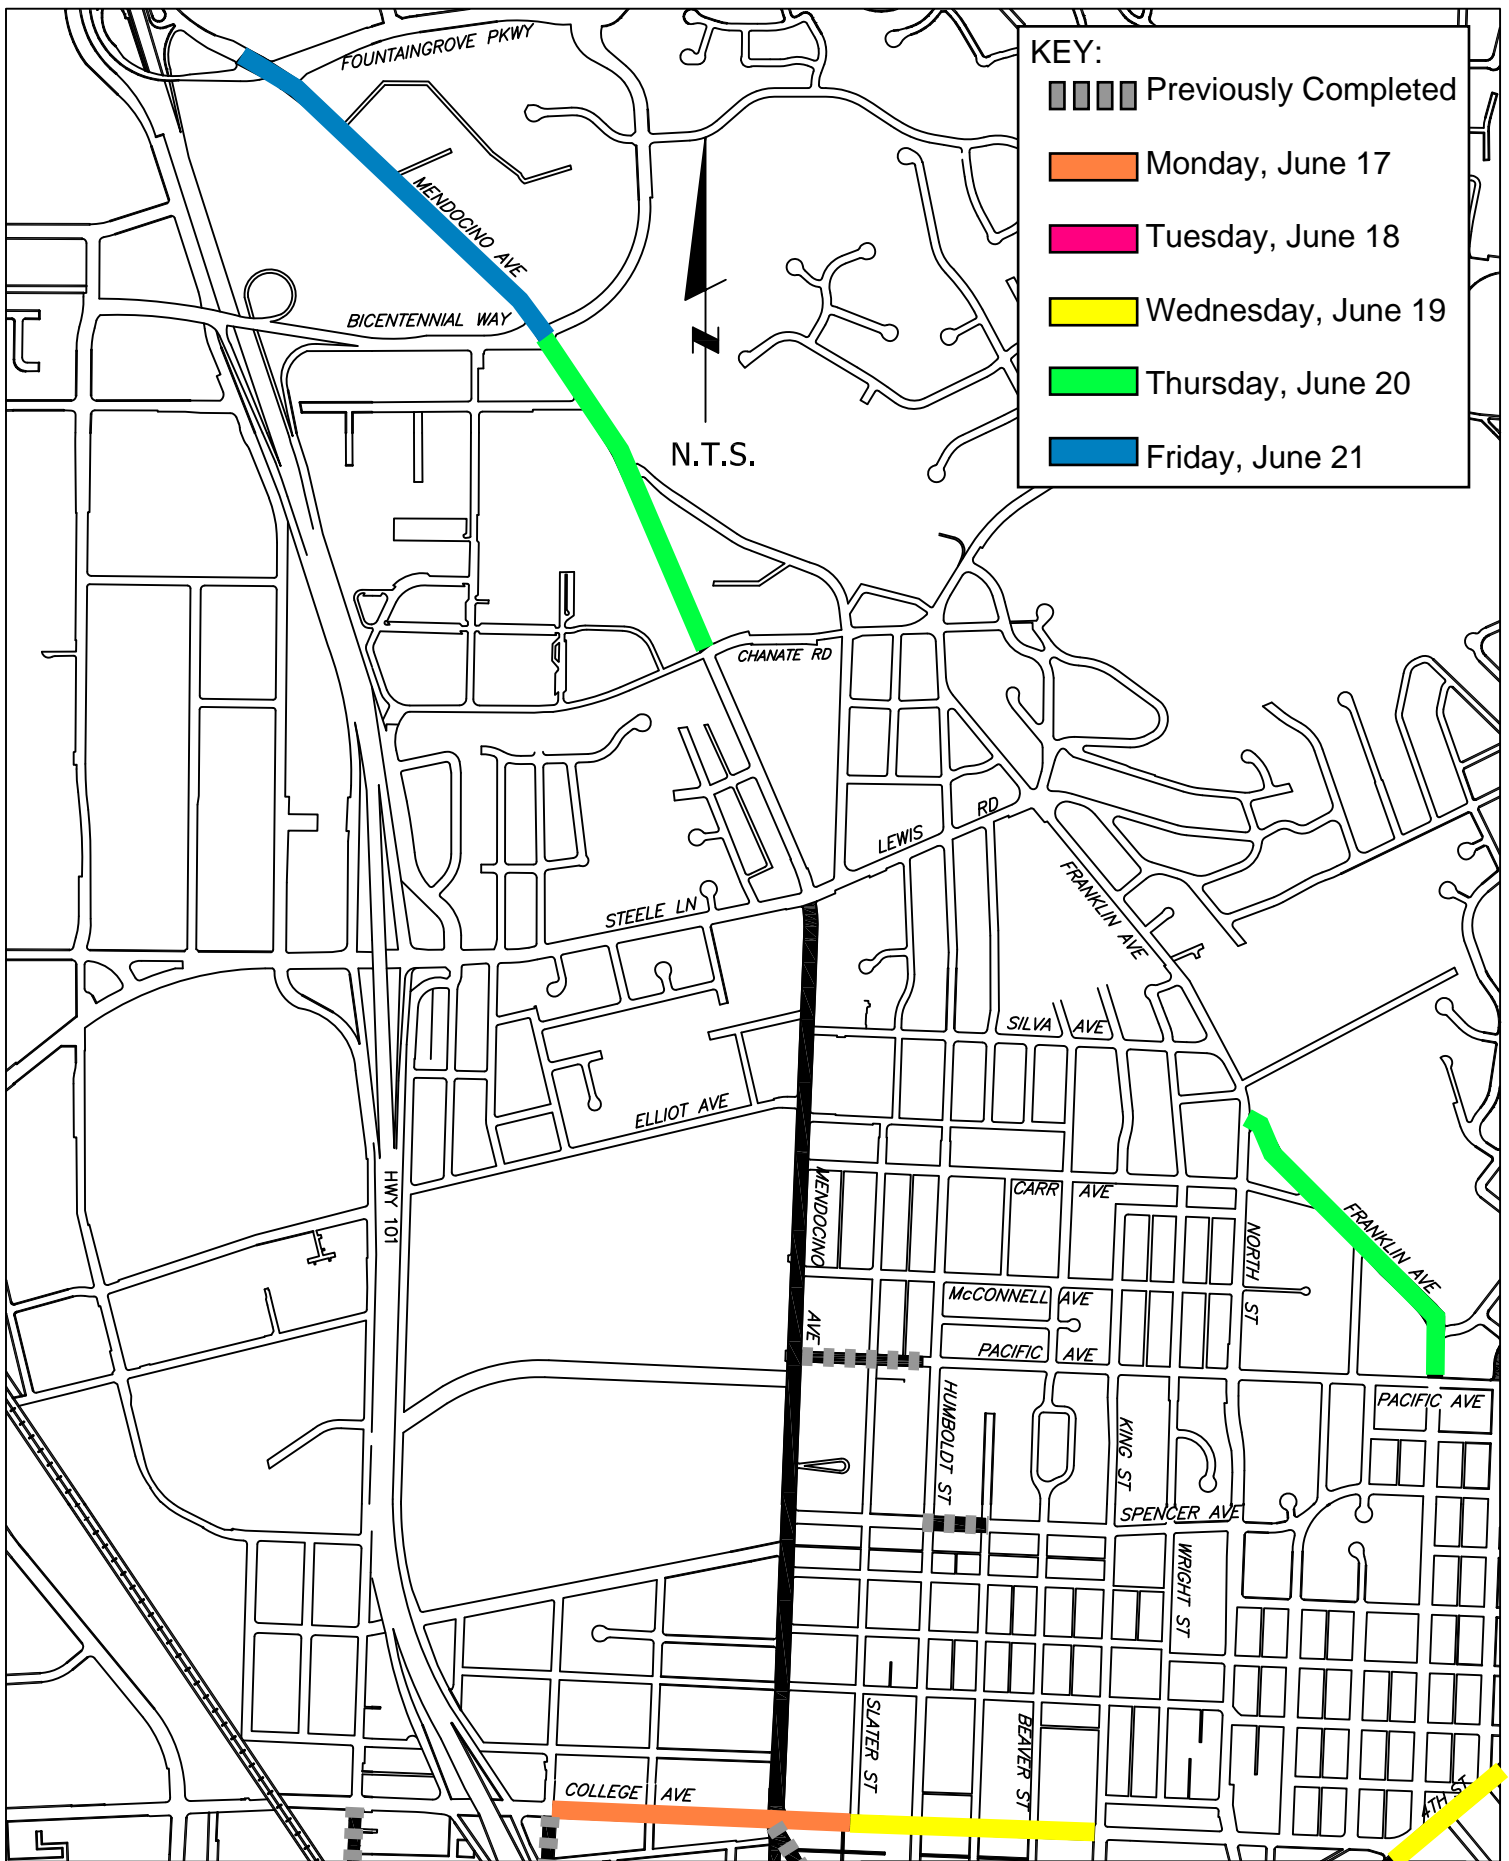 KEY:
Previously Completed
Monday, June 17
Tuesday, June 18
Wednesday, June 19
Thursday, June 20
Friday, June 21
FOUNTAINGROVE PKWY
MENDOCINO AVE
BICENTENNIAL WAY
N.T.S.
CHANATE RD
LEWIS RD
FRANKLIN AVE
STEELE LN
SILVA AVE
ELLIOT AVE
HWY 101
MENDOCINO AVE
CARR AVE
NORTH ST
FRANKLIN AVE
McCONNELL AVE
PACIFIC AVE
PACIFIC AVE
HUMBOLDT ST
KING ST
SPENCER AVE
WRIGHT ST
SLATER ST
BEAVER ST
COLLEGE AVE
4TH ST